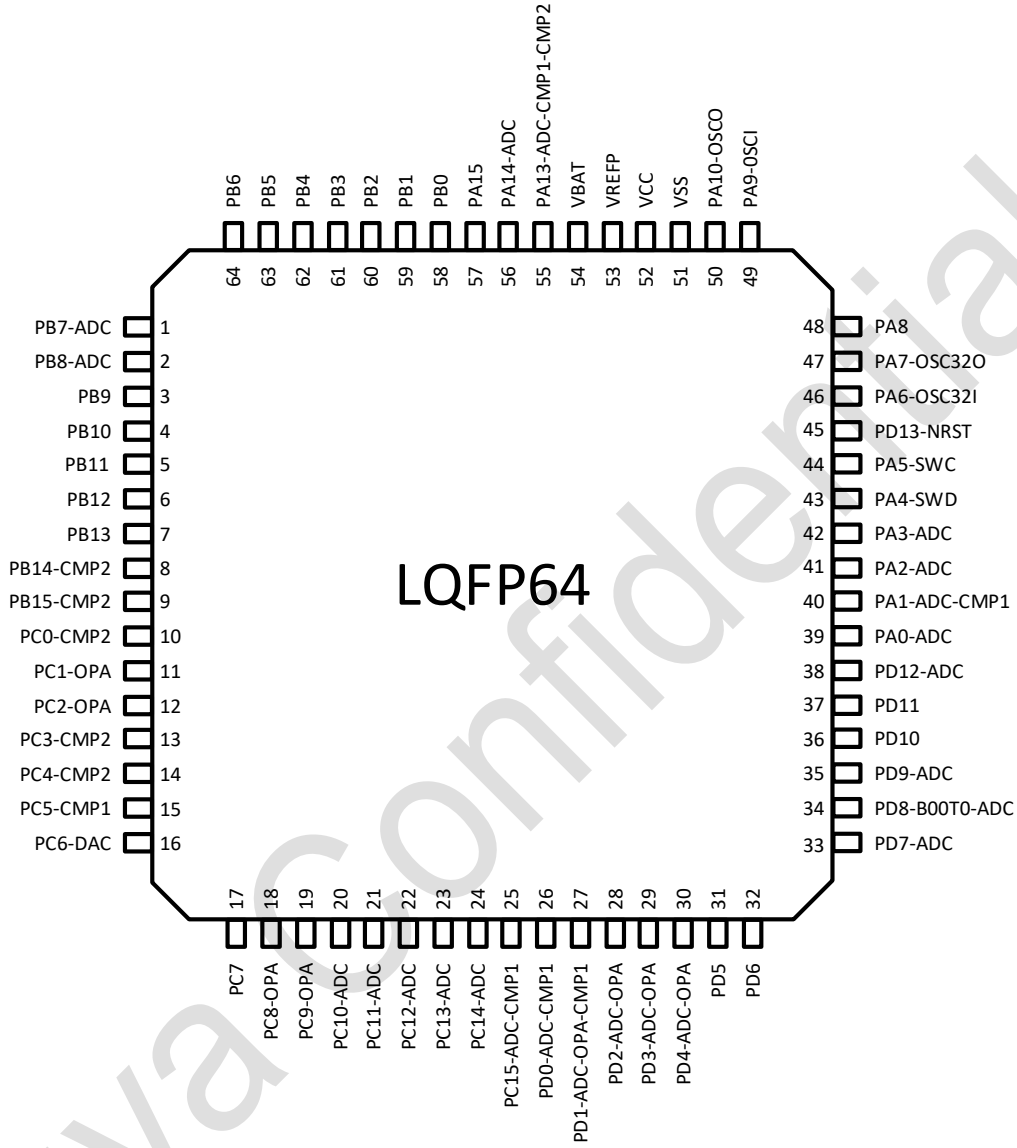 PB6
PB5
PB4
PB3
PB2
PB1
PB0
PA15
PA14-ADC
PA13-ADC-CMP1-CMP2
VBAT
VREFP
VCC
VSS
PA10-OSCO
PA9-OSCI
64
63
62
61
60
59
58
57
56
55
54
53
52
51
50
49
PB7-ADC 1
PB8-ADC 2
PB9 3
PB10 4
PB11 5
PB12 6
PB13 7
PB14-CMP2 8
PB15-CMP2 9
PC0-CMP2 10
PC1-OPA 11
PC2-OPA 12
PC3-CMP2 13
PC4-CMP2 14
PC5-CMP1 15
PC6-DAC 16
LQFP64
48 PA8
47 PA7-OSC32O
46 PA6-OSC32I
45 PD13-NRST
44 PA5-SWC
43 PA4-SWD
42 PA3-ADC
41 PA2-ADC
40 PA1-ADC-CMP1
39 PA0-ADC
38 PD12-ADC
37 PD11
36 PD10
35 PD9-ADC
34 PD8-B00T0-ADC
33 PD7-ADC
17
18
19
20
21
22
23
24
25
26
27
28
29
30
31
32
PC7
PC8-OPA
PC9-OPA
PC10-ADC
PC11-ADC
PC12-ADC
PC13-ADC
PC14-ADC
PC15-ADC-CMP1
PD0-ADC-CMP1
PD1-ADC-OPA-CMP1
PD2-ADC-OPA
PD3-ADC-OPA
PD4-ADC-OPA
PD5
PD6
Confidential